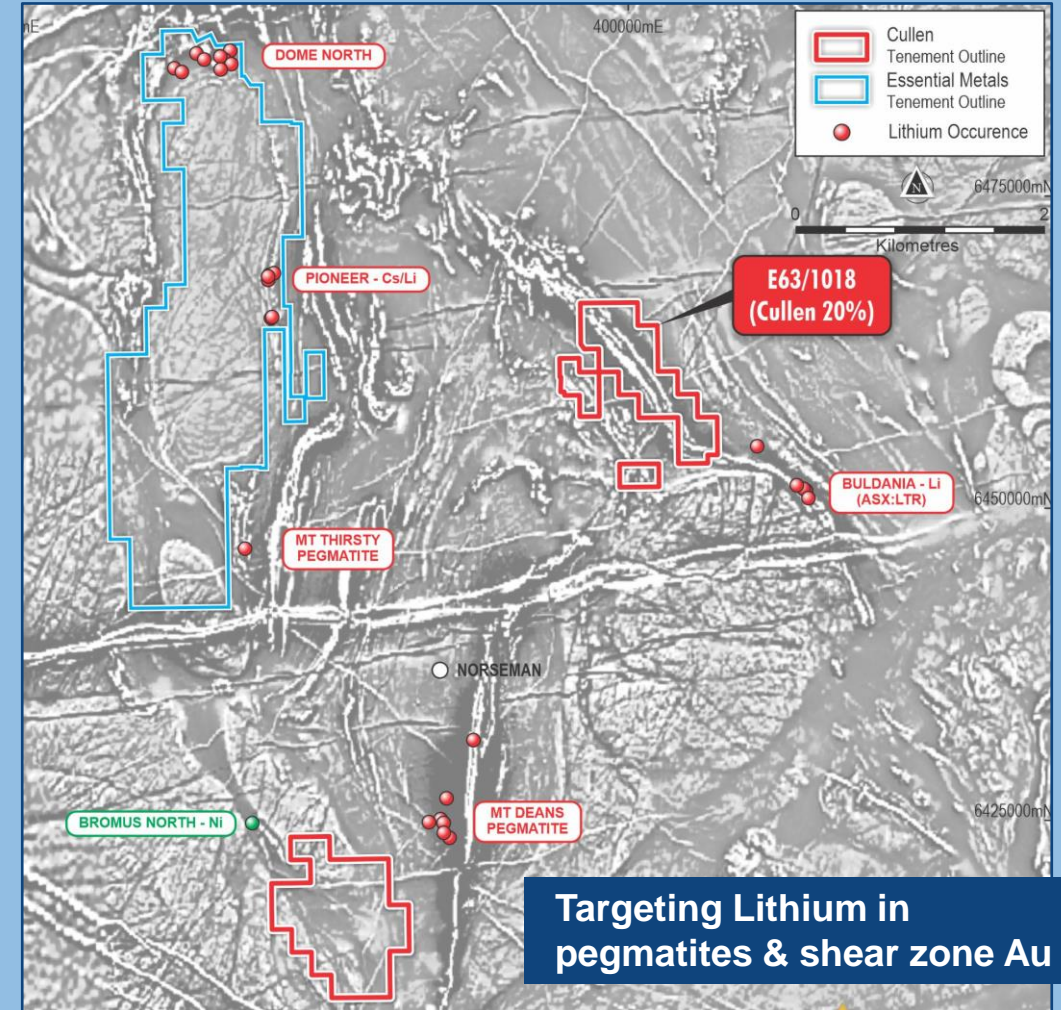 mE
400000mE
Cullen
Tenement Outline
Essential Metals
Tenement Outline
Lithium Occurence
N
6475000mN
0
2
Kilometres
DOME NORTH
PIONEER - Cs/Li
E63/1018
(Cullen 20%)
BULDANIA - Li
(ASX:LTR)
6450000mN
MT THIRSTY
PEGMATITE
NORSEMAN
BROMUS NORTH - Ni
MT DEANS
PEGMATITE
6425000mN
Targeting Lithium in
pegmatites & shear zone Au